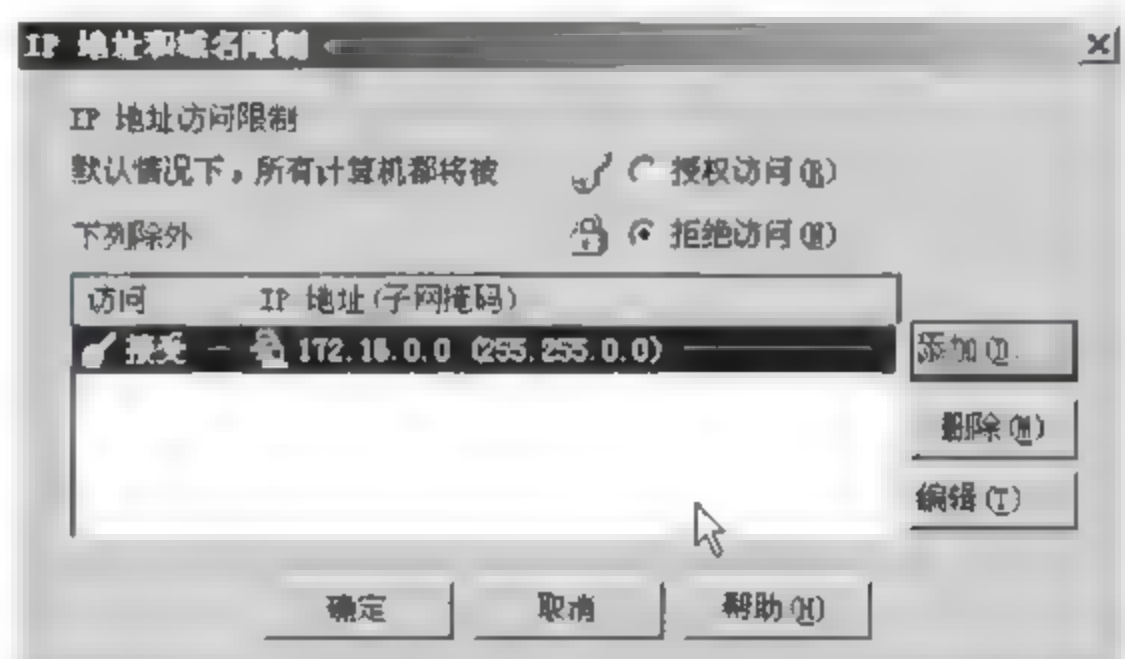 IP 地址和域名限制
IP 地址访问限制
默认情况下，所有计算机都将被
授权访问(R)
下列除外
拒绝访问(N)
访问 IP 地址(子网掩码)
接受 172.16.0.0 (255.255.0.0)
添加(D).
删除(M)
编辑(T)
确定 取消 帮助(H)